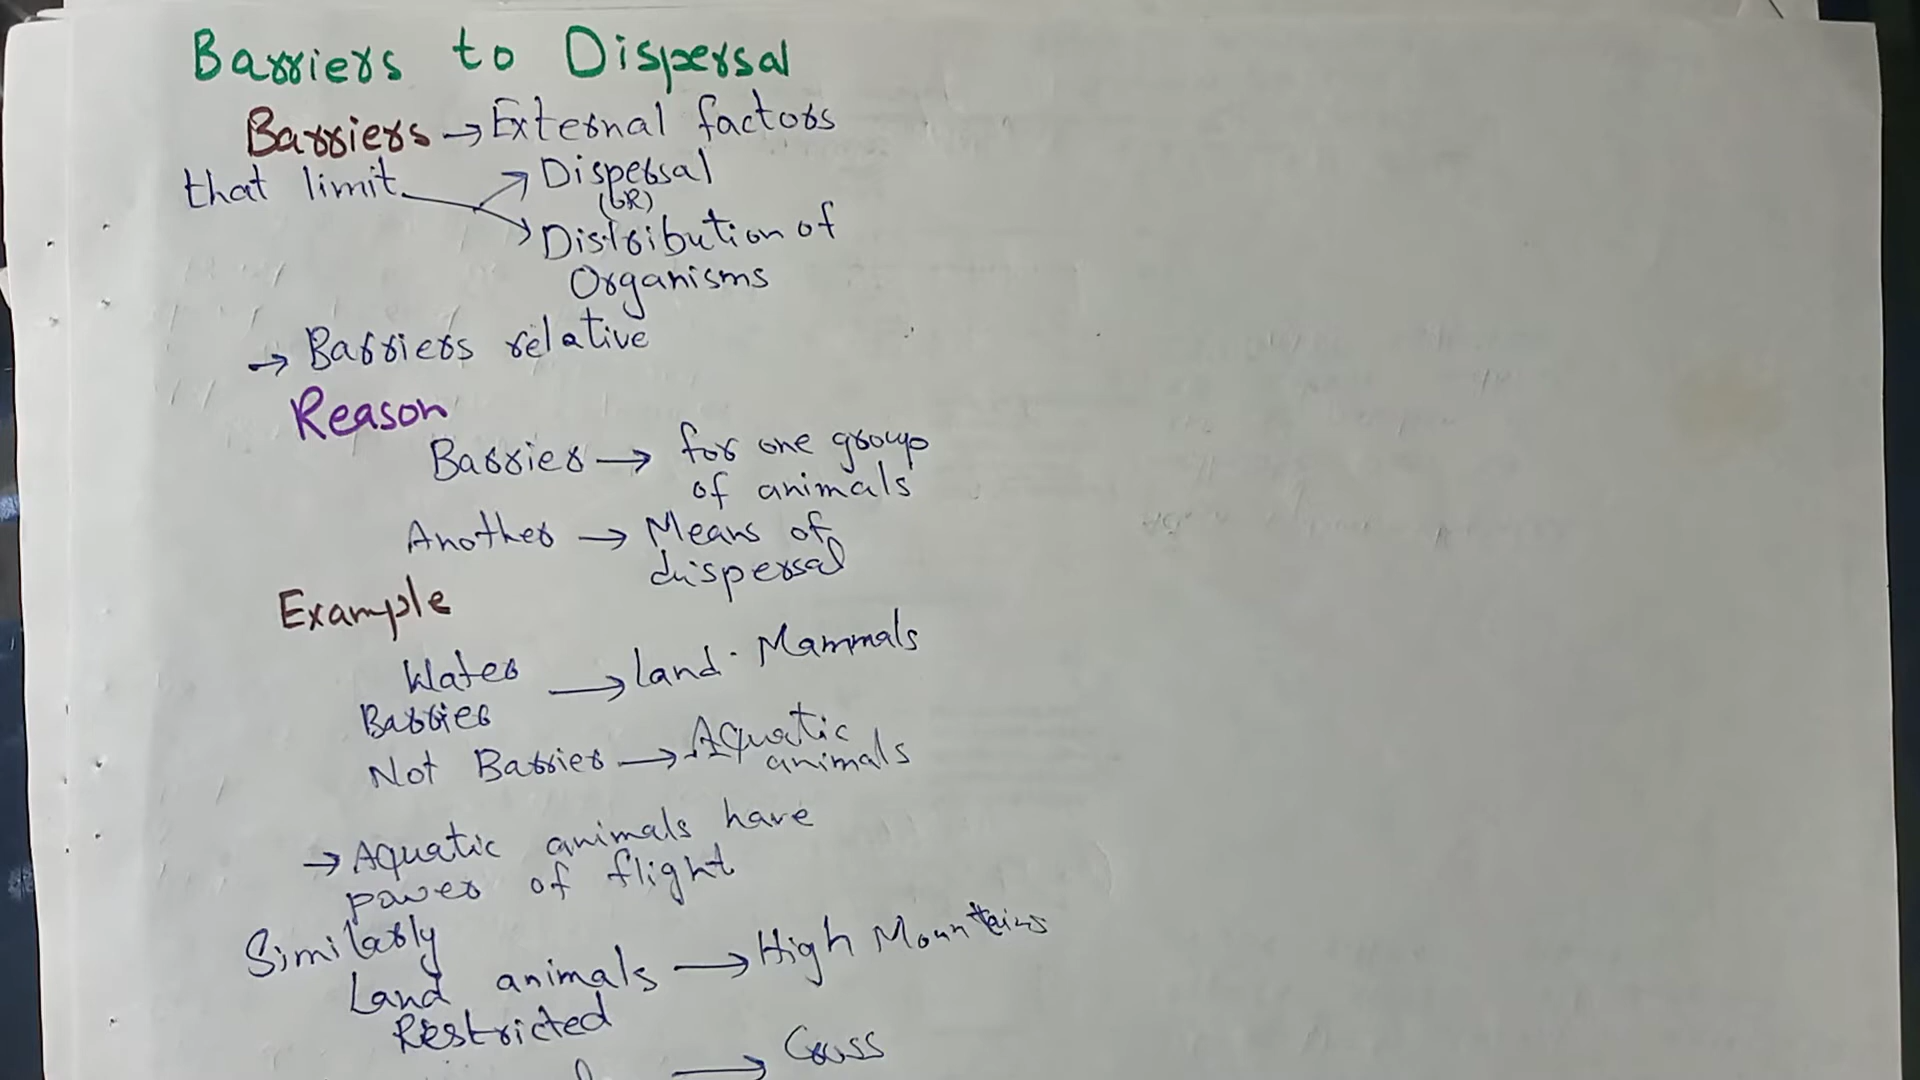 Barriers to Dispersal
Barriers → External factors
that limit → Dispersal
(OR)
→ Distribution of
Organisms
→ Barriers relative
Reason
Barrier → for one group
of animals
Another → Means of
dispersal
Example
Water → Land Mammals
Barrier
Not Barrier → Aquatic
animals
→ Aquatic animals have
power of flight
Similarly
Land animals → High Mountains
Restricted
→ Cross